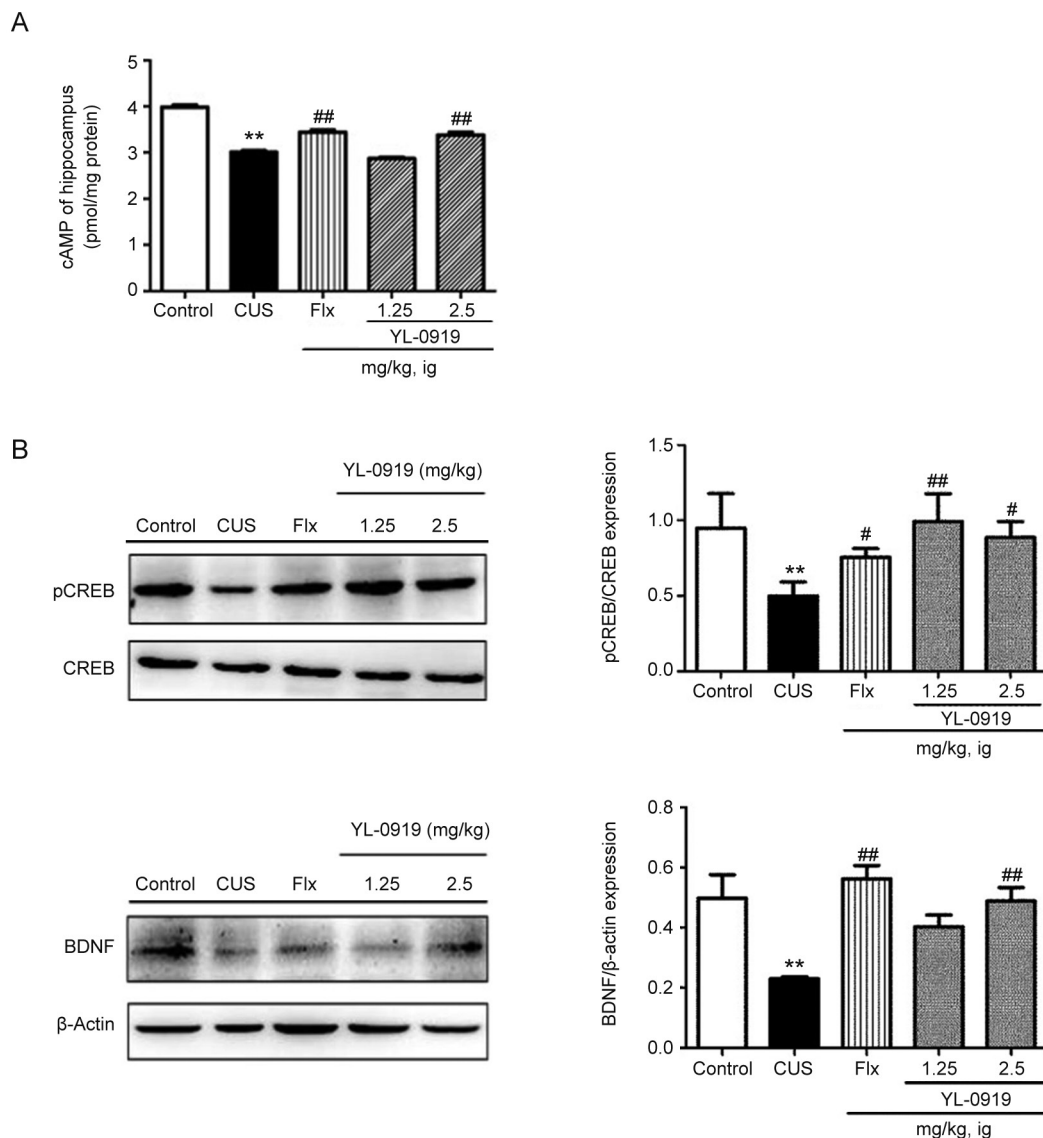 A
cAMP of hippocampus
(pmol/mg protein)
5
4
3
2
1
0
**
##
##
Control CUS Flx 1.25 2.5
YL-0919
mg/kg, ig
B
YL-0919 (mg/kg)
Control CUS Flx 1.25 2.5
pCREB
CREB
pCREB/CREB expression
1.5
1.0
0.5
0.0
**
#
##
#
Control CUS Flx 1.25 2.5
YL-0919
mg/kg, ig
YL-0919 (mg/kg)
Control CUS Flx 1.25 2.5
BDNF
β-Actin
BDNF/β-actin expression
0.8
0.6
0.4
0.2
0.0
**
##
##
Control CUS Flx 1.25 2.5
YL-0919
mg/kg, ig